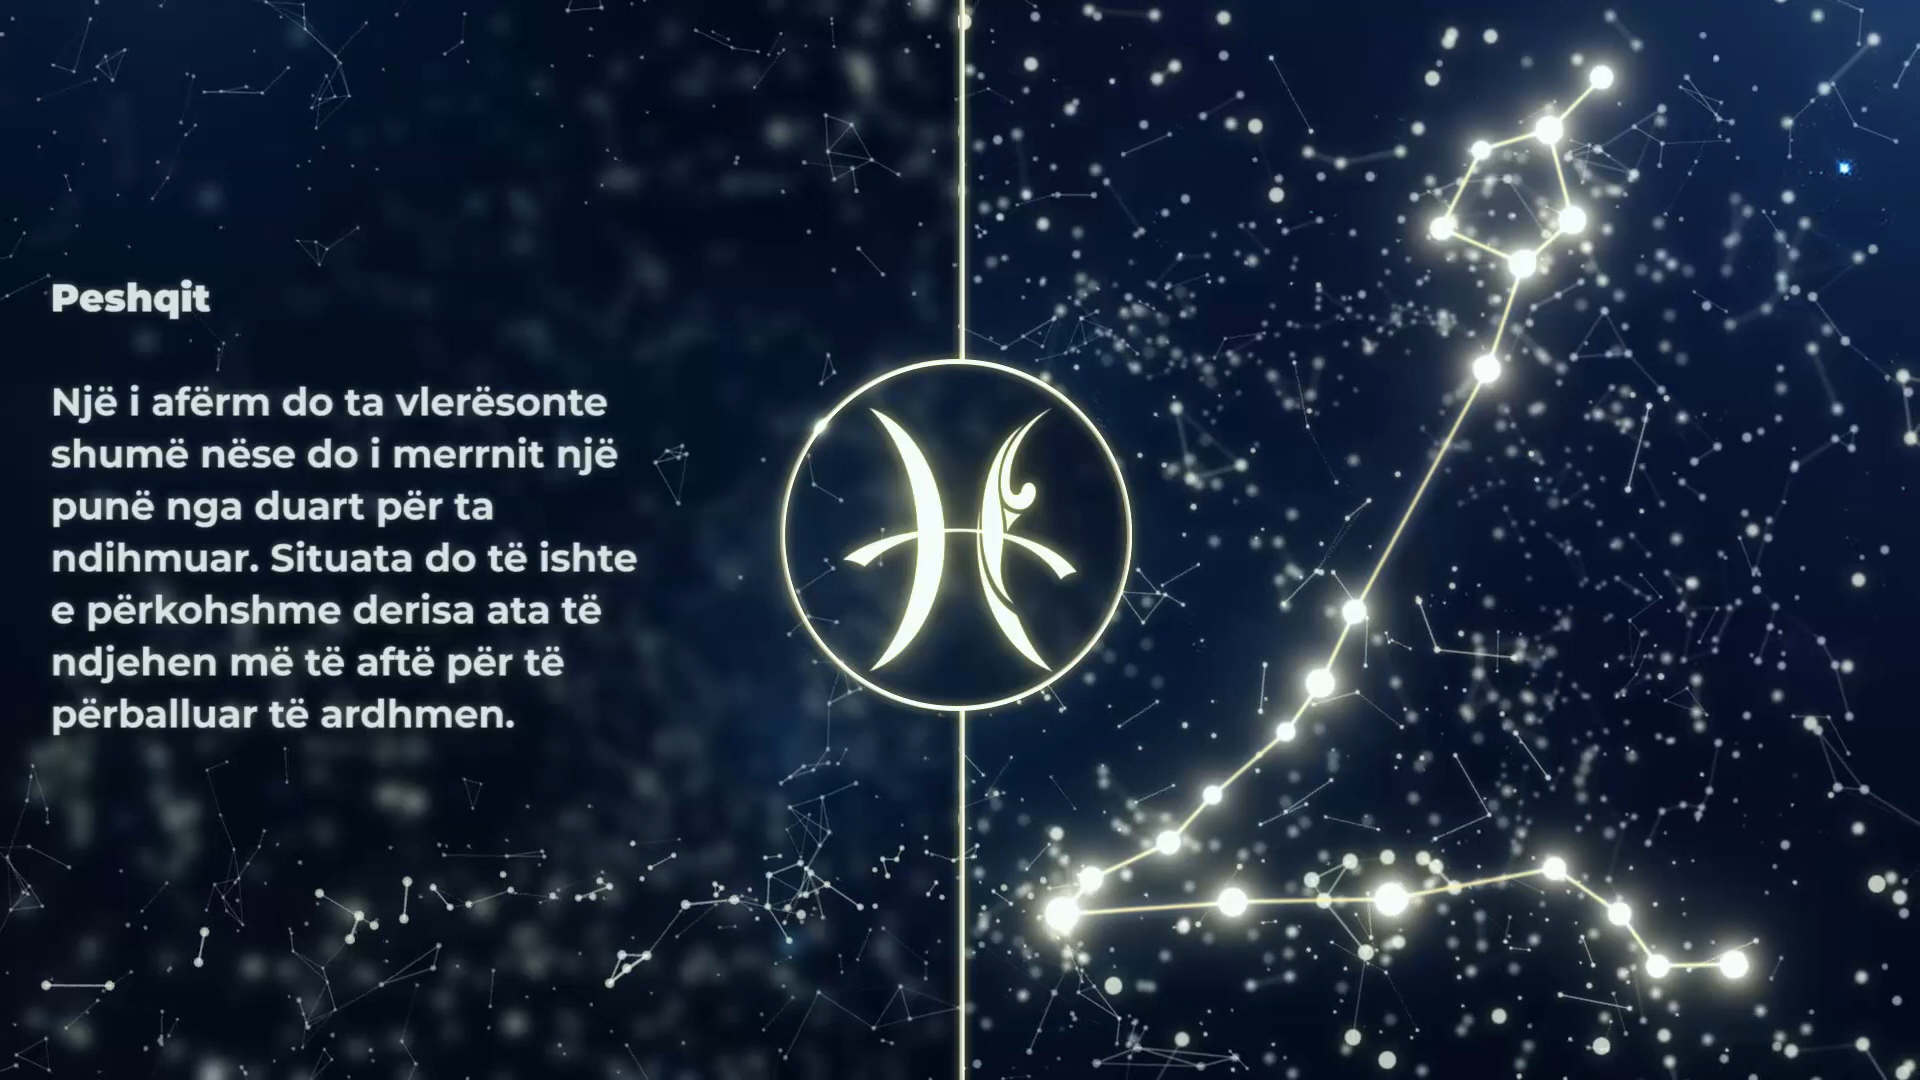 Peshqit
Një i afërm do ta vlerësonte
shumë nëse do i merrnit një
punë nga duart për ta
ndihmuar. Situata do të ishte
e përkohshme derisa ata të
ndjehen më të aftë për të
përballuar të ardhmen.